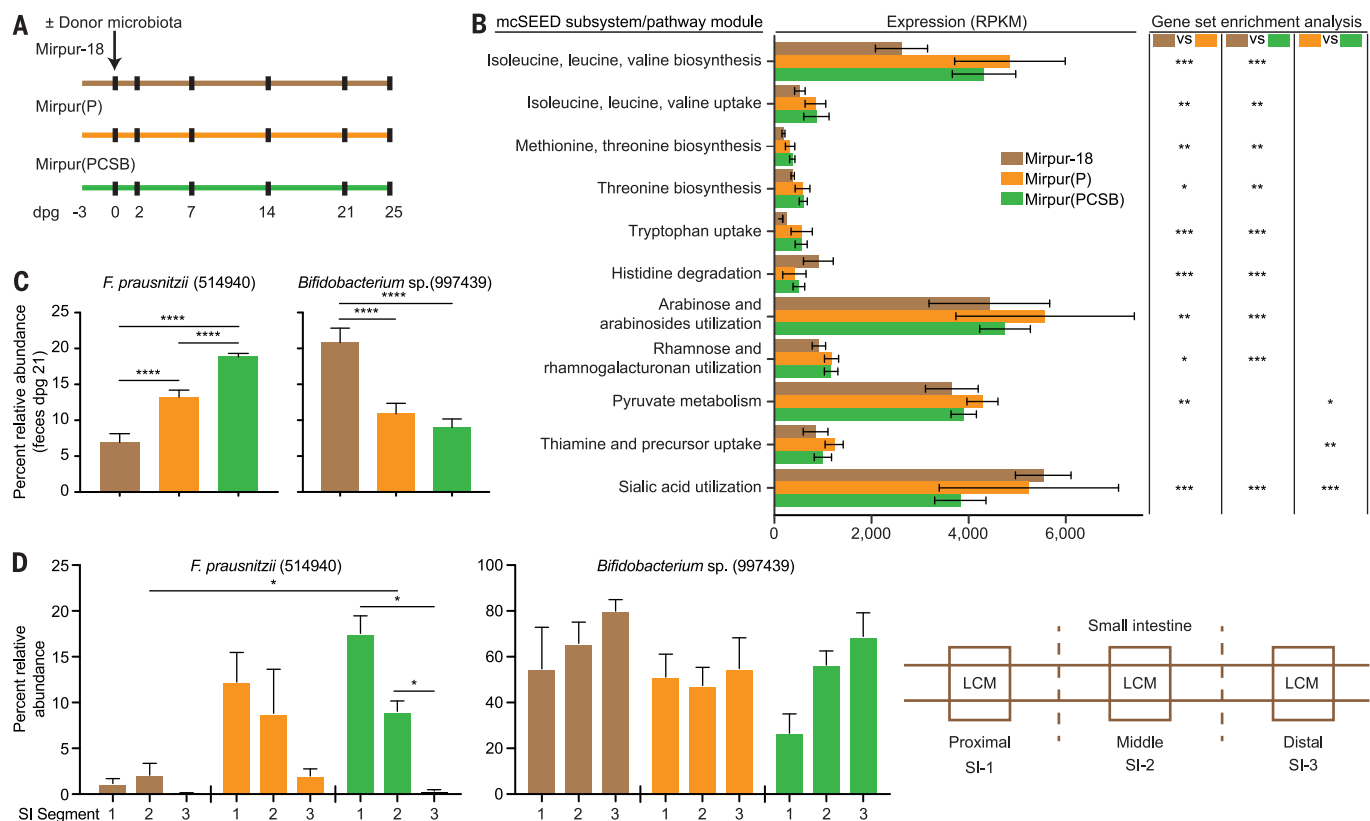 A
± Donor microbiota
Mirpur-18
Mirpur(P)
Mirpur(PCSB)
dpg -3 0 2 7 14 21 25
B
mcSEED subsystem/pathway module
Expression (RPKM)
Gene set enrichment analysis
vs vs vs
Isoleucine, leucine, valine biosynthesis *** ***
Isoleucine, leucine, valine uptake ** **
Methionine, threonine biosynthesis ** **
Threonine biosynthesis * **
Tryptophan uptake *** ***
Histidine degradation *** ***
Arabinose and
arabinosides utilization ** ***
Rhamnose and
rhamnogalacturonan utilization * ***
Pyruvate metabolism ** *
Thiamine and precursor uptake **
Sialic acid utilization *** *** ***
Mirpur-18
Mirpur(P)
Mirpur(PCSB)
0 2,000 4,000 6,000
C
F. prausnitzii (514940)
Bifidobacterium sp.(997439)
Percent relative abundance
(feces dpg 21)
25
20
15
10
5
0
****
****
****
****
****
D
F. prausnitzii (514940)
Percent relative
abundance
25
20
15
10
5
0
*
*
*
SI Segment 1 2 3 1 2 3 1 2 3
Bifidobacterium sp. (997439)
100
80
60
40
20
0
1 2 3 1 2 3 1 2 3
Small intestine
LCM LCM LCM
Proximal Middle Distal
SI-1 SI-2 SI-3